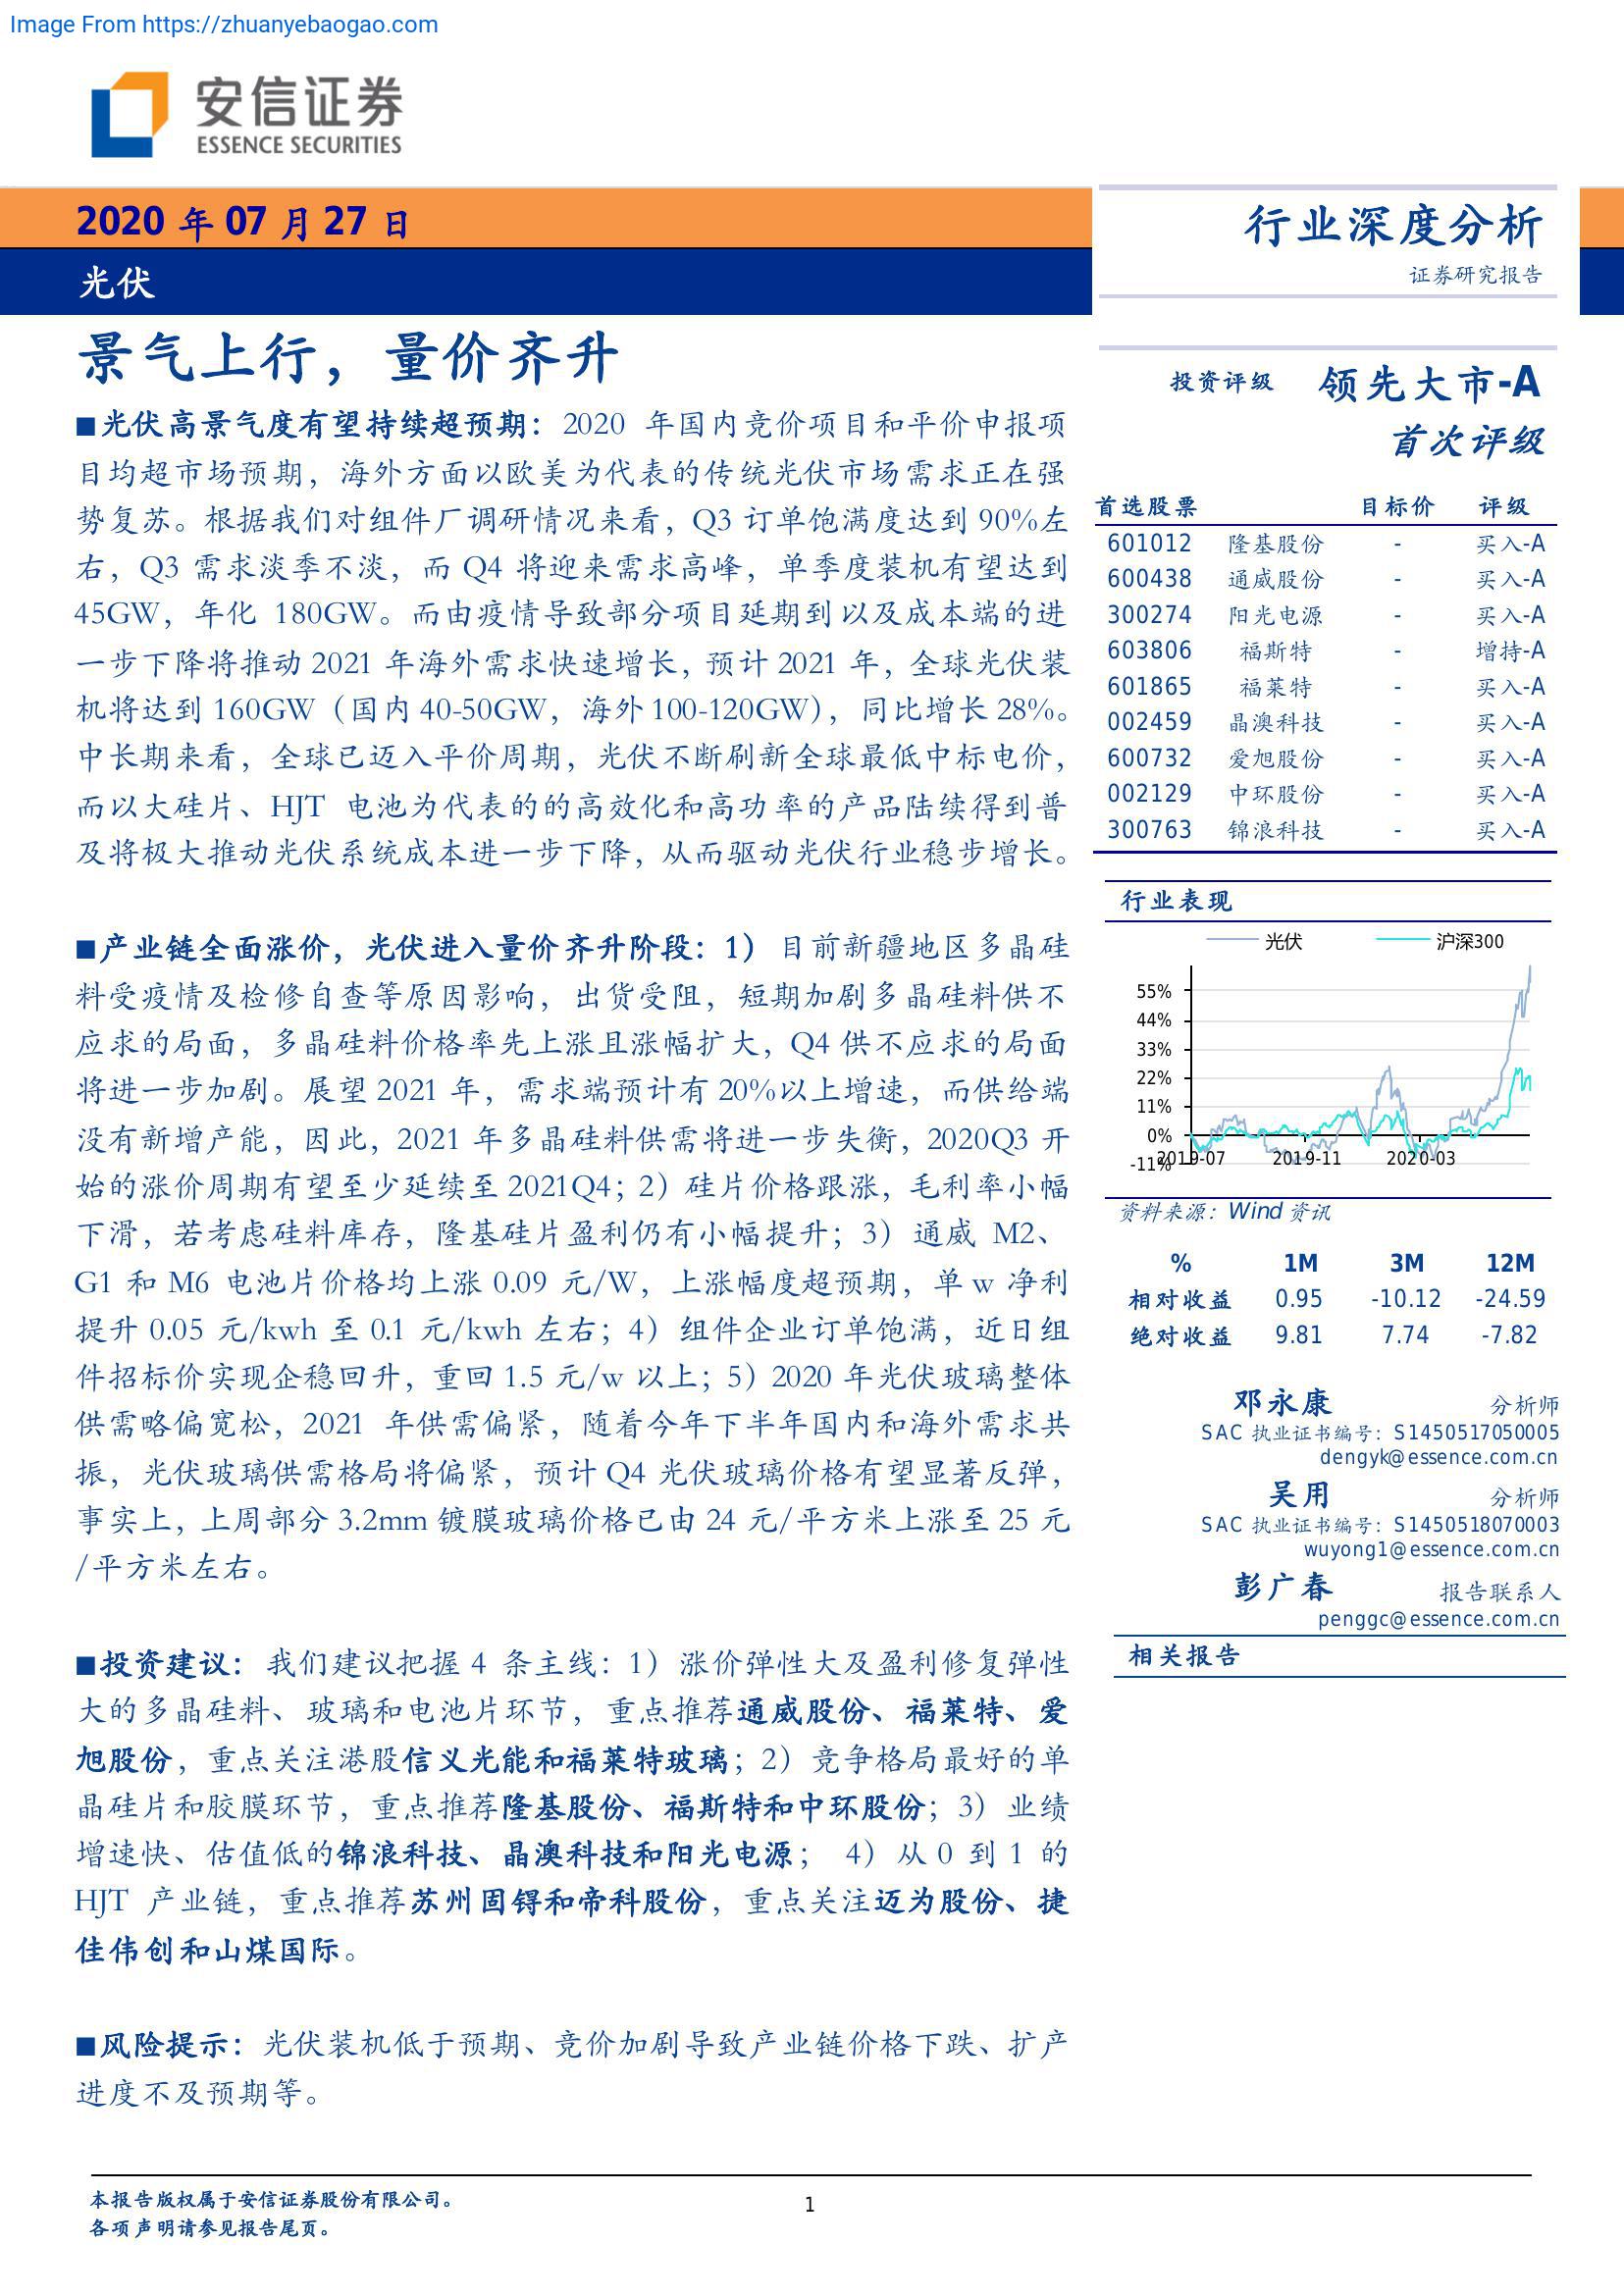 Image From https://zhuanyebaogao.com
安信证券
ESSENCE SECURITIES
2020 年 07 月 27 日
光伏
行业深度分析
证券研究报告
景气上行，量价齐升
■光伏高景气度有望持续超预期：2020 年国内竞价项目和平价申报项
目均超市场预期，海外方面以欧美为代表的传统光伏市场需求正在强
势复苏。根据我们对组件厂调研情况来看，Q3 订单饱满度达到 90%左
右，Q3 需求淡季不淡，而 Q4 将迎来需求高峰，单季度装机有望达到
45GW，年化 180GW。而由疫情导致部分项目延期到以及成本端的进
一步下降将推动 2021 年海外需求快速增长，预计 2021 年，全球光伏装
机将达到 160GW（国内 40-50GW，海外 100-120GW），同比增长 28%。
中长期来看，全球已迈入平价周期，光伏不断刷新全球最低中标电价，
而以大硅片、HJT 电池为代表的的高效化和高功率的产品陆续得到普
及将极大推动光伏系统成本进一步下降，从而驱动光伏行业稳步增长。
■产业链全面涨价，光伏进入量价齐升阶段：1）目前新疆地区多晶硅
料受疫情及检修自查等原因影响，出货受阻，短期加剧多晶硅料供不
应求的局面，多晶硅料价格率先上涨且涨幅扩大，Q4 供不应求的局面
将进一步加剧。展望 2021 年，需求端预计有 20%以上增速，而供给端
没有新增产能，因此，2021 年多晶硅料供需将进一步失衡，2020Q3 开
始的涨价周期有望至少延续至 2021Q4；2）硅片价格跟涨，毛利率小幅
下滑，若考虑硅料库存，隆基硅片盈利仍有小幅提升；3）通威 M2、
G1 和 M6 电池片价格均上涨 0.09 元/W，上涨幅度超预期，单 w 净利
提升 0.05 元/kwh 至 0.1 元/kwh 左右；4）组件企业订单饱满，近日组
件招标价实现企稳回升，重回 1.5 元/w 以上；5）2020 年光伏玻璃整体
供需略偏宽松，2021 年供需偏紧，随着今年下半年国内和海外需求共
振，光伏玻璃供需格局将偏紧，预计 Q4 光伏玻璃价格有望显著反弹，
事实上，上周部分 3.2mm 镀膜玻璃价格已由 24 元/平方米上涨至 25 元
/平方米左右。
■投资建议：我们建议把握 4 条主线：1）涨价弹性大及盈利修复弹性
大的多晶硅料、玻璃和电池片环节，重点推荐通威股份、福莱特、爱
旭股份，重点关注港股信义光能和福莱特玻璃；2）竞争格局最好的单
晶硅片和胶膜环节，重点推荐隆基股份、福斯特和中环股份；3）业绩
增速快、估值低的锦浪科技、晶澳科技和阳光电源； 4）从 0 到 1 的
HJT 产业链，重点推荐苏州固锝和帝科股份，重点关注迈为股份、捷
佳伟创和山煤国际。
■风险提示：光伏装机低于预期、竞价加剧导致产业链价格下跌、扩产
进度不及预期等。
投资评级 领先大市-A
首次评级
首选股票 目标价 评级
601012 隆基股份 - 买入-A
600438 通威股份 - 买入-A
300274 阳光电源 - 买入-A
603806 福斯特 - 增持-A
601865 福莱特 - 买入-A
002459 晶澳科技 - 买入-A
600732 爱旭股份 - 买入-A
002129 中环股份 - 买入-A
300763 锦浪科技 - 买入-A
行业表现
光伏 沪深300
55%
44%
33%
22%
11%
0%
-11%
2019-07 2019-11 2020-03
资料来源：Wind 资讯
% 1M 3M 12M
相对收益 0.95 -10.12 -24.59
绝对收益 9.81 7.74 -7.82
邓永康 分析师
SAC 执业证书编号：S1450517050005
dengyk@essence.com.cn
吴用 分析师
SAC 执业证书编号：S1450518070003
wuyong1@essence.com.cn
彭广春 报告联系人
penggc@essence.com.cn
相关报告
本报告版权属于安信证券股份有限公司。
各项声明请参见报告尾页。
1